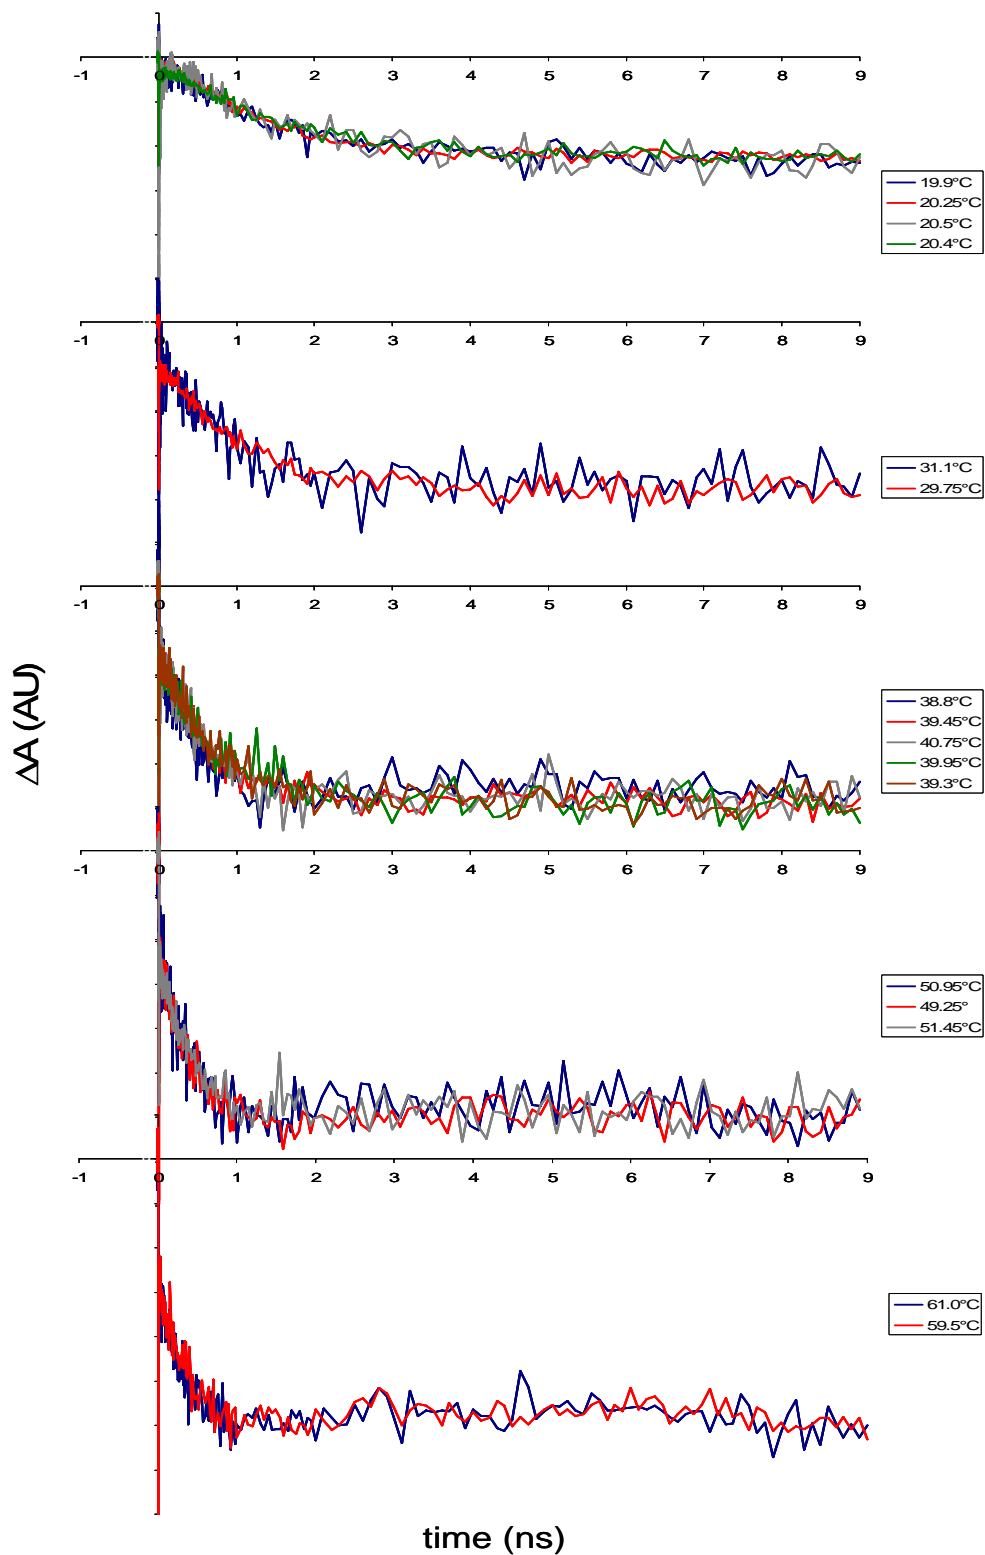 -1 0 1 2 3 4 5 6 7 8 9
19.9°C
20.25°C
20.5°C
20.4°C
-1 0 1 2 3 4 5 6 7 8 9
31.1°C
29.75°C
-1 0 1 2 3 4 5 6 7 8 9
ΔA (AU)
38.8°C
39.45°C
40.75°C
39.95°C
39.3°C
-1 0 1 2 3 4 5 6 7 8 9
50.95°C
49.25°
51.45°C
-1 0 1 2 3 4 5 6 7 8 9
61.0°C
59.5°C
time (ns)